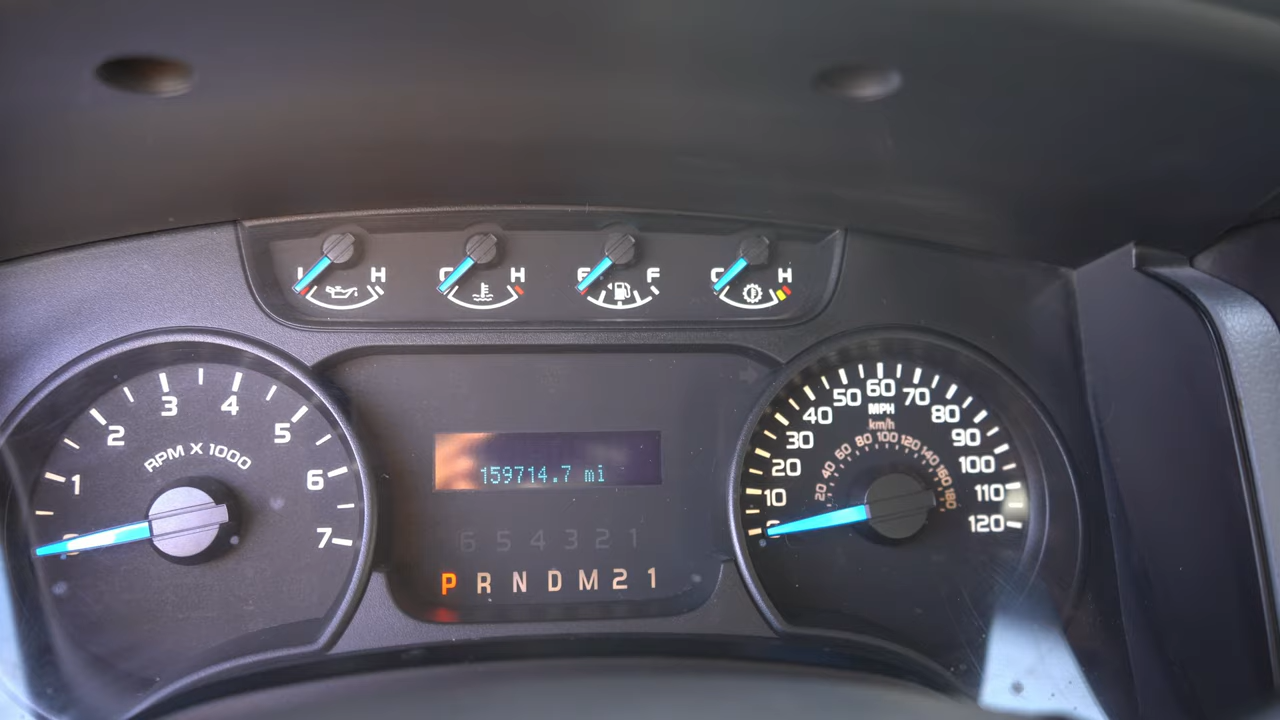 H
C H
E F
C H
0 1 2 3 4 5 6 7
RPM X 1000
159714.7 mi
6 5 4 3 2 1
P R N D M 2 1
0 10 20 30 40 50 60 70 80 90 100 110 120
MPH
km/h
20 40 60 80 100 120 140 160 180